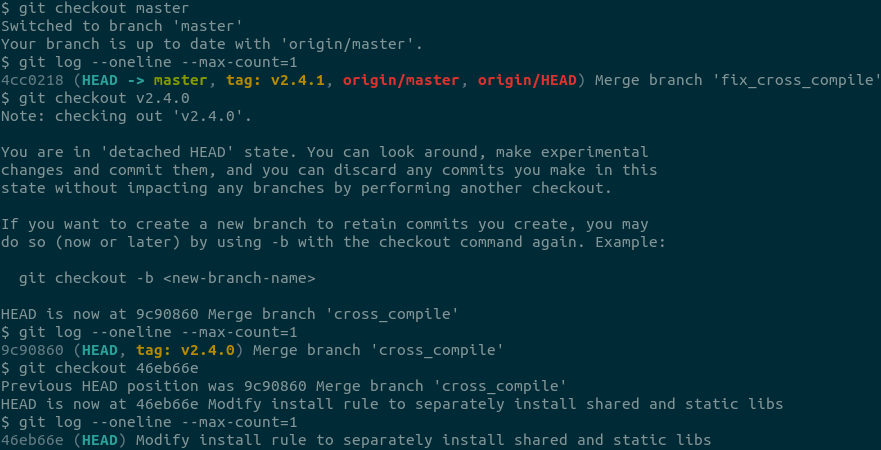 $ git checkout master
Switched to branch 'master'
Your branch is up to date with 'origin/master'.
$ git log --oneline --max-count=1
4cc0218 (HEAD -> master, tag: v2.4.1, origin/master, origin/HEAD) Merge branch 'fix_cross_compile'
$ git checkout v2.4.0
Note: checking out 'v2.4.0'.

You are in 'detached HEAD' state. You can look around, make experimental
changes and commit them, and you can discard any commits you make in this
state without impacting any branches by performing another checkout.

If you want to create a new branch to retain commits you create, you may
do so (now or later) by using -b with the checkout command again. Example:

  git checkout -b <new-branch-name>

HEAD is now at 9c90860 Merge branch 'cross_compile'
$ git log --oneline --max-count=1
9c90860 (HEAD, tag: v2.4.0) Merge branch 'cross_compile'
$ git checkout 46eb66e
Previous HEAD position was 9c90860 Merge branch 'cross_compile'
HEAD is now at 46eb66e Modify install rule to separately install shared and static libs
$ git log --oneline --max-count=1
46eb66e (HEAD) Modify install rule to separately install shared and static libs